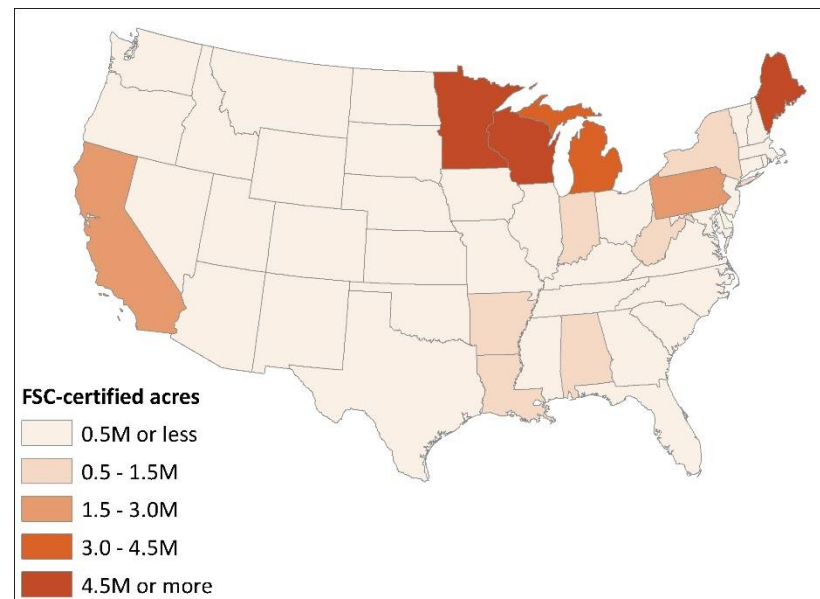 FSC-certified acres
0.5M or less
0.5 - 1.5M
1.5 - 3.0M
3.0 - 4.5M
4.5M or more